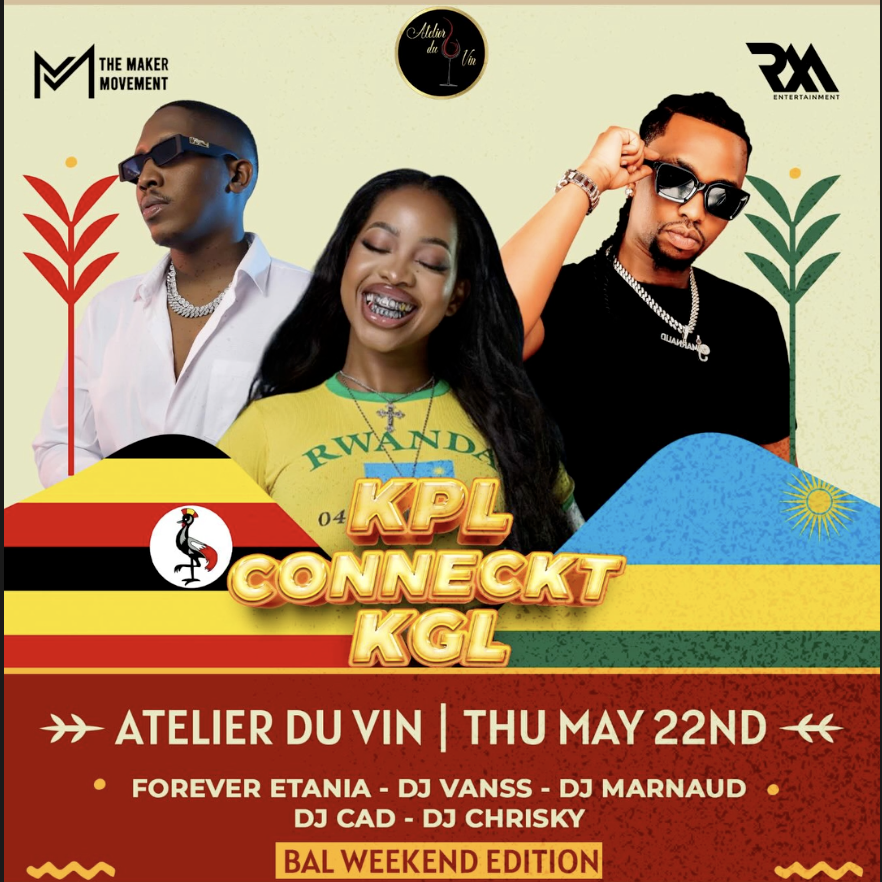 Atelier
du
Vin
THE MAKER
MOVEMENT
RXM
ENTERTAINMENT
RWANDA
04
KPL
CONNECKT
KGL
ATELIER DU VIN | THU MAY 22ND
FOREVER ETANIA - DJ VANSS - DJ MARNAUD
DJ CAD - DJ CHRISKY
BAL WEEKEND EDITION